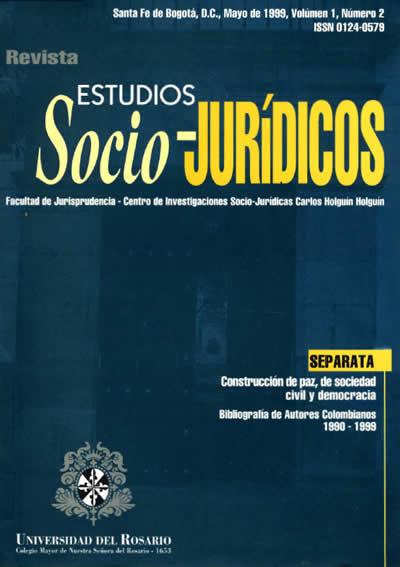 Santa Fe de Bogotá, D.C., Mayo de 1999, Volúmen 1, Número 2
ISSN 0124-0579
Revista
ESTUDIOS
Socio-JURÍDICOS
Facultad de Jurisprudencia - Centro de Investigaciones Socio-Jurídicas Carlos Holguín Holguín
SEPARATA
Construcción de paz, de sociedad
civil y democracia
Bibliografía de Autores Colombianos
1990 - 1999
UNIVERSIDAD DEL ROSARIO
Colegio Mayor de Nuestra Señora del Rosario - 1653